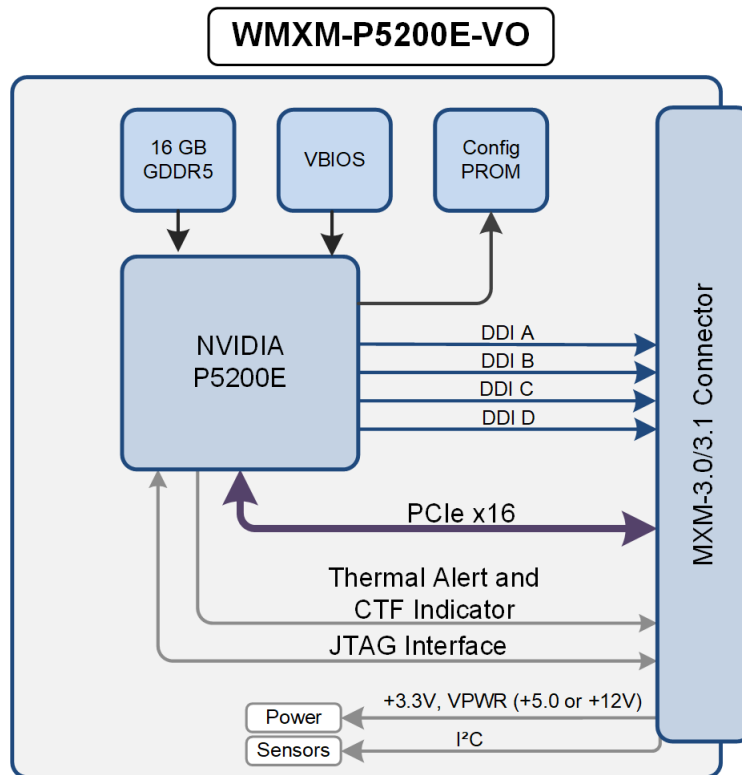 WMXM-P5200E-VO
16 GB
GDDR5
VBIOS
Config
PROM
NVIDIA
P5200E
DDI A
DDI B
DDI C
DDI D
PCIe x16
Thermal Alert and
CTF Indicator
JTAG Interface
+3.3V, VPWR (+5.0 or +12V)
Power
I²C
Sensors
MXM-3.0/3.1 Connector